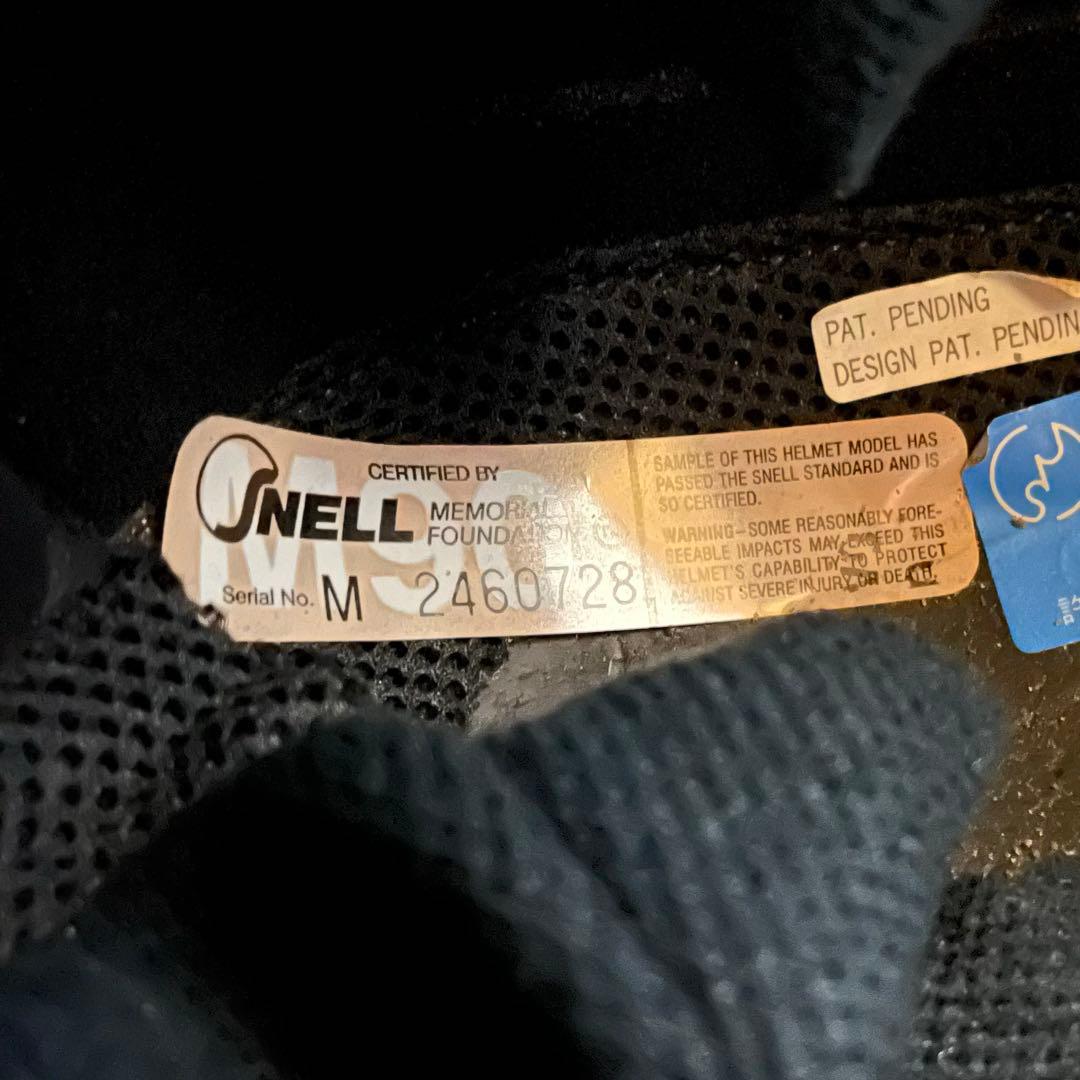 PAT. PENDING
DESIGN PAT. PENDIN
M90
CERTIFIED BY
SNELL
MEMORIAL
FOUNDATION
Serial No. M 2460728
SAMPLE OF THIS HELMET MODEL HAS
PASSED THE SNELL STANDARD AND IS
SO CERTIFIED.
WARNING–SOME REASONABLY FORE-
SEEABLE IMPACTS MAY EXCEED THIS
HELMET'S CAPABILITY TO PROTECT
AGAINST SEVERE INJURY OR DEATH.